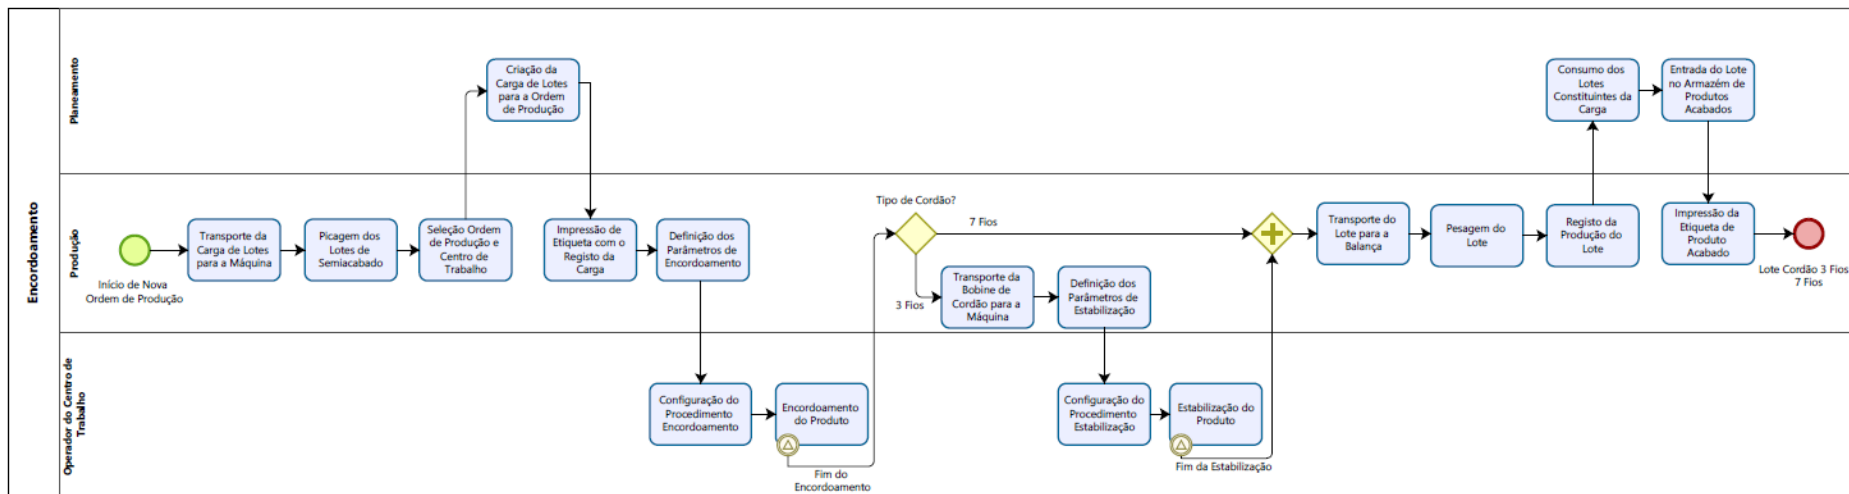 Encordoamento
Planeamento
Criação da
Carga de Lotes
para a Ordem
de Produção
Consumo dos
Lotes
Constituintes da
Carga
Entrada do Lote
no Armazém de
Produtos
Acabados
Produção
Início de Nova
Ordem de Produção
Transporte da
Carga de Lotes
para a Máquina
Picagem dos
Lotes de
Semiacabado
Seleção Ordem
de Produção e
Centro de
Trabalho
Impressão de
Etiqueta com o
Registo da
Carga
Definição dos
Parâmetros de
Encordoamento
Tipo de Cordão?
7 Fios
3 Fios
Transporte da
Bobine de
Cordão para a
Máquina
Definição dos
Parâmetros de
Estabilização
Transporte do
Lote para a
Balança
Pesagem do
Lote
Registo da
Produção do
Lote
Impressão da
Etiqueta de
Produto
Acabado
Lote Cordão 3 Fios
7 Fios
Operador do Centro de
Trabalho
Configuração do
Procedimento
Encordoamento
Encordoamento
do Produto
Fim do
Encordoamento
Configuração do
Procedimento
Estabilização
Estabilização do
Produto
Fim da Estabilização